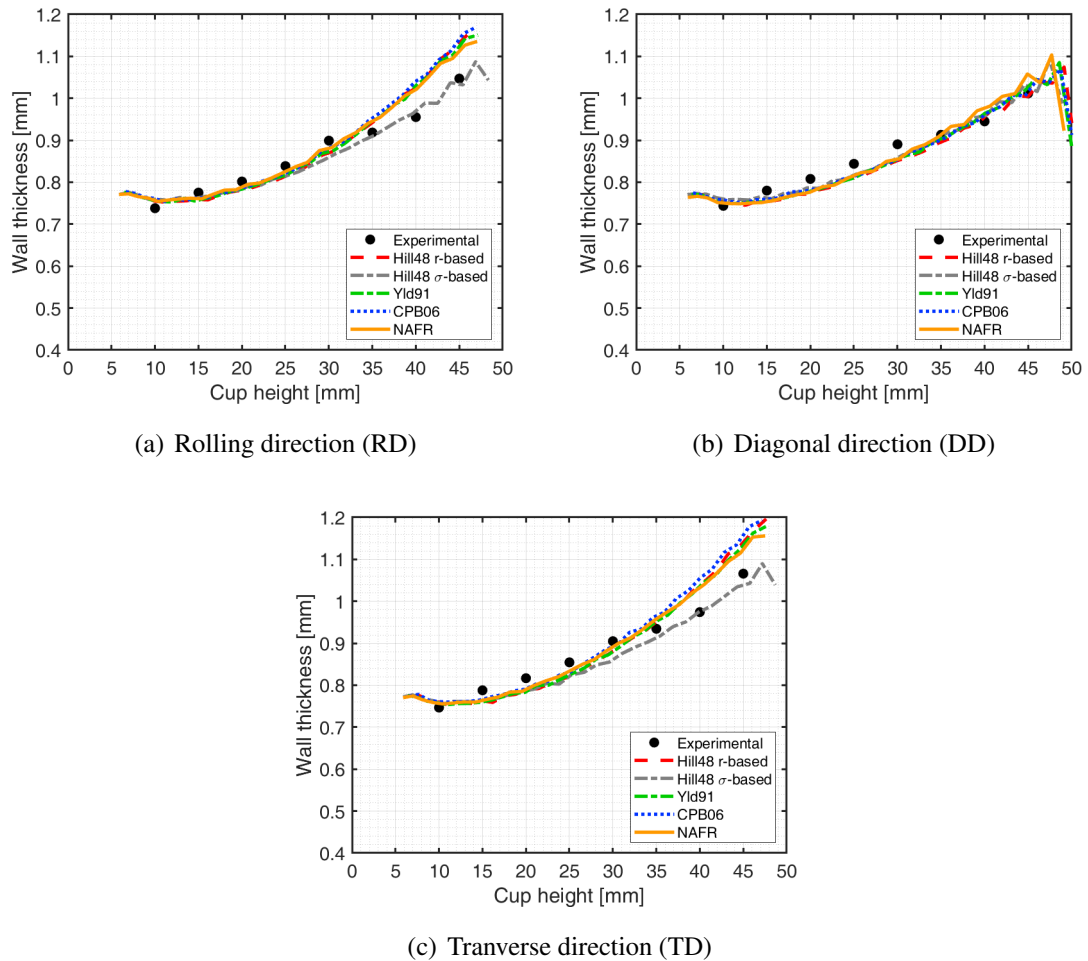 1.2
1.1
1
0.9
0.8
0.7
0.6
0.5
0.4
Wall thickness [mm]
Experimental
Hill48 r-based
Hill48 σ-based
Yld91
CPB06
NAFR
0 5 10 15 20 25 30 35 40 45 50
Cup height [mm]
(a) Rolling direction (RD)
1.2
1.1
1
0.9
0.8
0.7
0.6
0.5
0.4
Wall thickness [mm]
Experimental
Hill48 r-based
Hill48 σ-based
Yld91
CPB06
NAFR
0 5 10 15 20 25 30 35 40 45 50
Cup height [mm]
(b) Diagonal direction (DD)
1.2
1.1
1
0.9
0.8
0.7
0.6
0.5
0.4
Wall thickness [mm]
Experimental
Hill48 r-based
Hill48 σ-based
Yld91
CPB06
NAFR
0 5 10 15 20 25 30 35 40 45 50
Cup height [mm]
(c) Tranverse direction (TD)